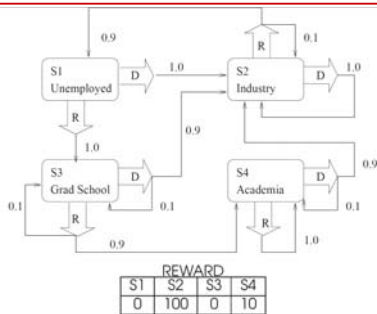 0.9
R
0.1
S1
Unemployed
D
1.0
S2
Industry
D
1.0
R
1.0
0.9
0.9
S3
Grad School
D
S4
Academia
D
0.1
R
0.1
R
0.1
0.9
1.0
REWARD
S1 S2 S3 S4
0 100 0 10